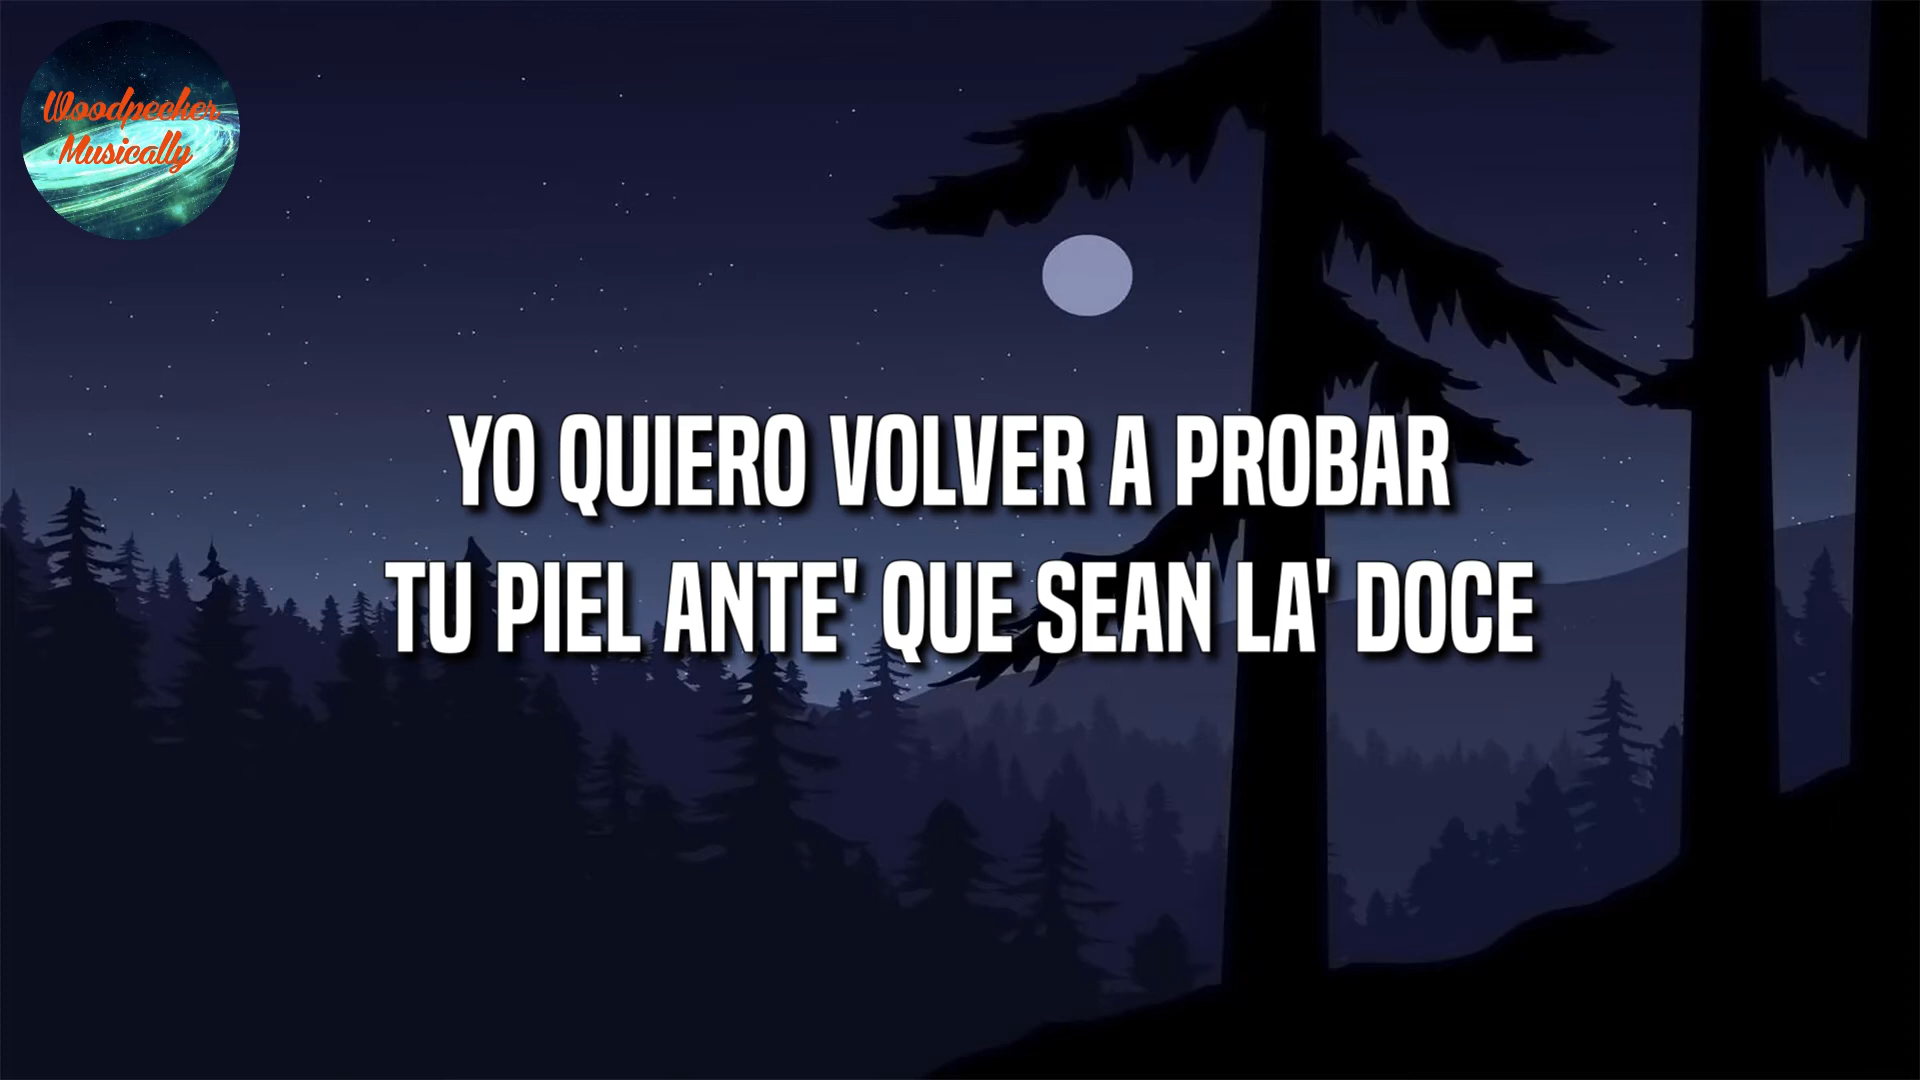 Woodpecker
Musically
YO QUIERO VOLVER A PROBAR
TU PIEL ANTE' QUE SEAN LA' DOCE